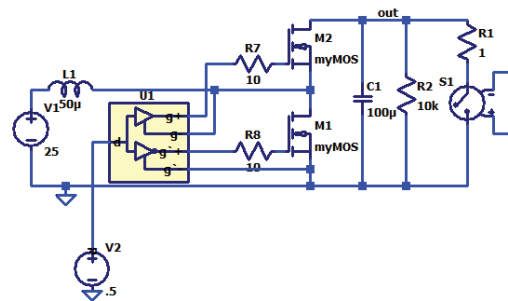 out
M2
myMOS
R7
10
R1
1
L1
50µ
U1
g+
g
d
g`+
g`
V1
25
C1
100µ
R2
10k
S1
M1
myMOS
R8
10
V2
.5